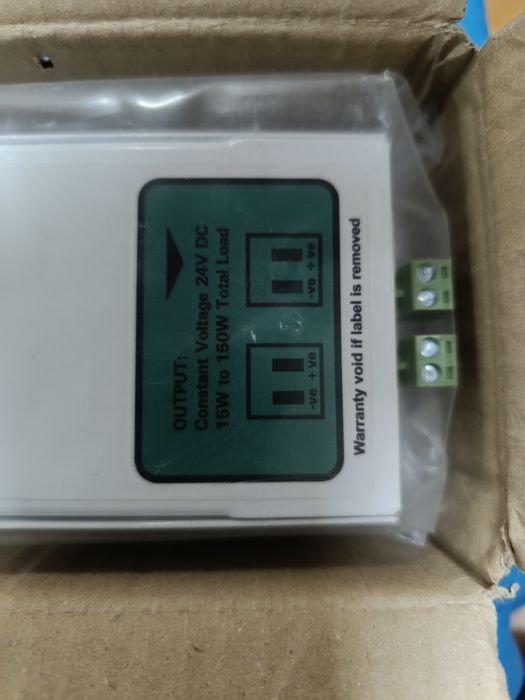 OUTPUT:
Constant Voltage 24V DC
15W to 150W Total Load
-ve +ve
-ve +ve
Warranty void if label is removed